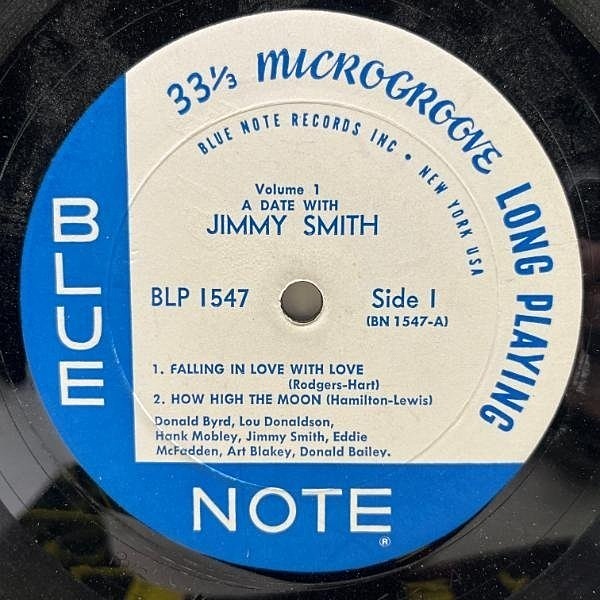 33⅓ MICROGROOVE LONG PLAYING
BLUE NOTE RECORDS INC • NEW YORK USA
Volume 1
A DATE WITH
JIMMY SMITH
BLP 1547
Side 1
(BN 1547-A)
1. FALLING IN LOVE WITH LOVE
(Rodgers-Hart)
2. HOW HIGH THE MOON (Hamilton-Lewis)
Donald Byrd, Lou Donaldson,
Hank Mobley, Jimmy Smith, Eddie
McFadden, Art Blakey, Donald Bailey.
BLUE
NOTE®